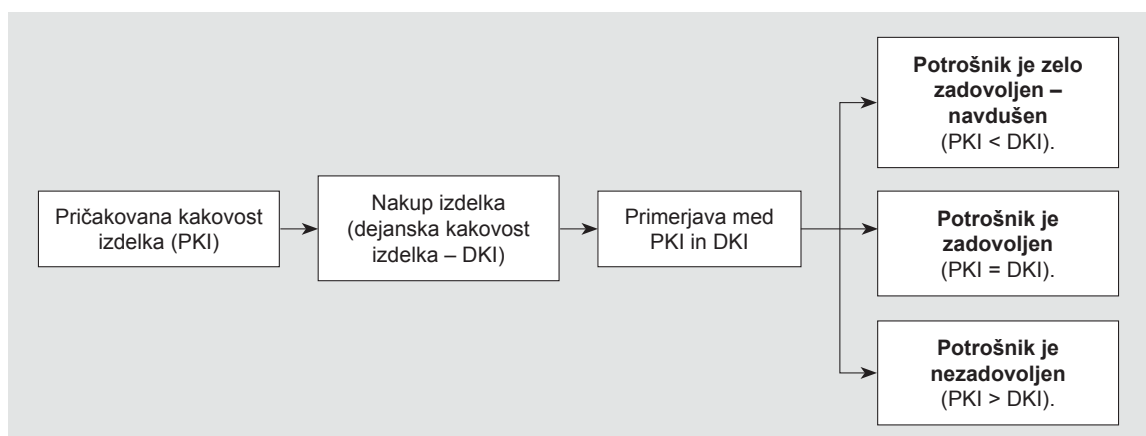 Pričakovana kakovost
izdelka (PKI)
Nakup izdelka
(dejanska kakovost
izdelka – DKI)
Primerjava med
PKI in DKI
Potrošnik je zelo
zadovoljen –
navdušen
(PKI < DKI).
Potrošnik je
zadovoljen
(PKI = DKI).
Potrošnik je
nezadovoljen
(PKI > DKI).